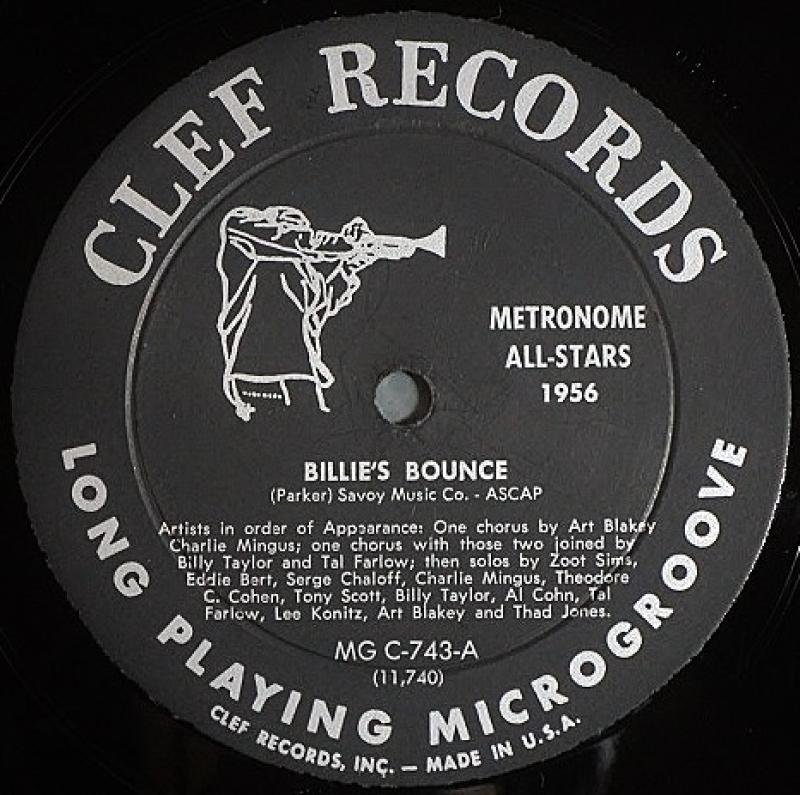 CLEF RECORDS
METRONOME
ALL-STARS
1956
BILLIE'S BOUNCE
(Parker) Savoy Music Co. - ASCAP
Artists in order of Appearance: One chorus by Art Blakey
Charlie Mingus; one chorus with those two joined by
Billy Taylor and Tal Farlow; then solos by Zoot Sims,
Eddie Bert, Serge Chaloff, Charlie Mingus, Theodore
C. Cohen, Tony Scott, Billy Taylor, Al Cohn, Tal
Farlow, Lee Konitz, Art Blakey and Thad Jones.
MG C-743-A
(11,740)
LONG PLAYING MICROGROOVE
CLEF RECORDS, INC. — MADE IN U.S.A.